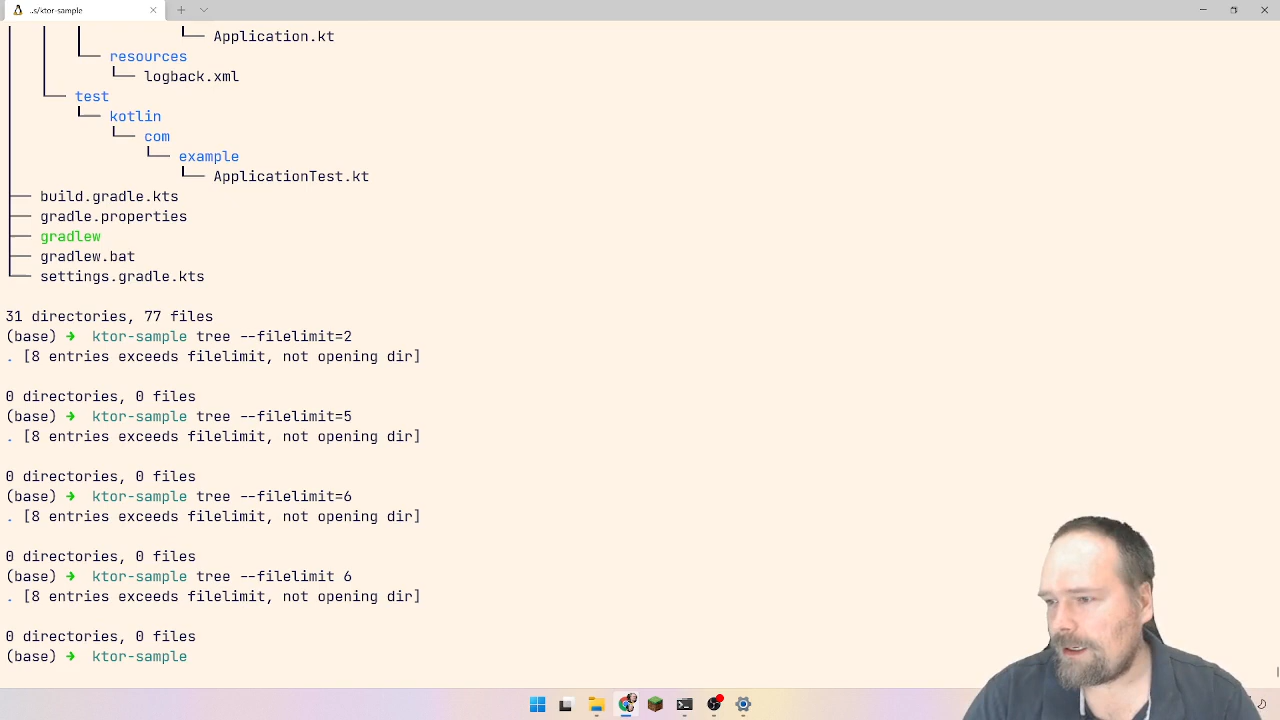 ../ktor-sample
Application.kt
resources
logback.xml
test
kotlin
com
example
ApplicationTest.kt
build.gradle.kts
gradle.properties
gradlew
gradlew.bat
settings.gradle.kts
31 directories, 77 files
(base) → ktor-sample tree --filelimit=2
. [8 entries exceeds filelimit, not opening dir]
0 directories, 0 files
(base) → ktor-sample tree --filelimit=5
. [8 entries exceeds filelimit, not opening dir]
0 directories, 0 files
(base) → ktor-sample tree --filelimit=6
. [8 entries exceeds filelimit, not opening dir]
0 directories, 0 files
(base) → ktor-sample tree --filelimit 6
. [8 entries exceeds filelimit, not opening dir]
0 directories, 0 files
(base) → ktor-sample